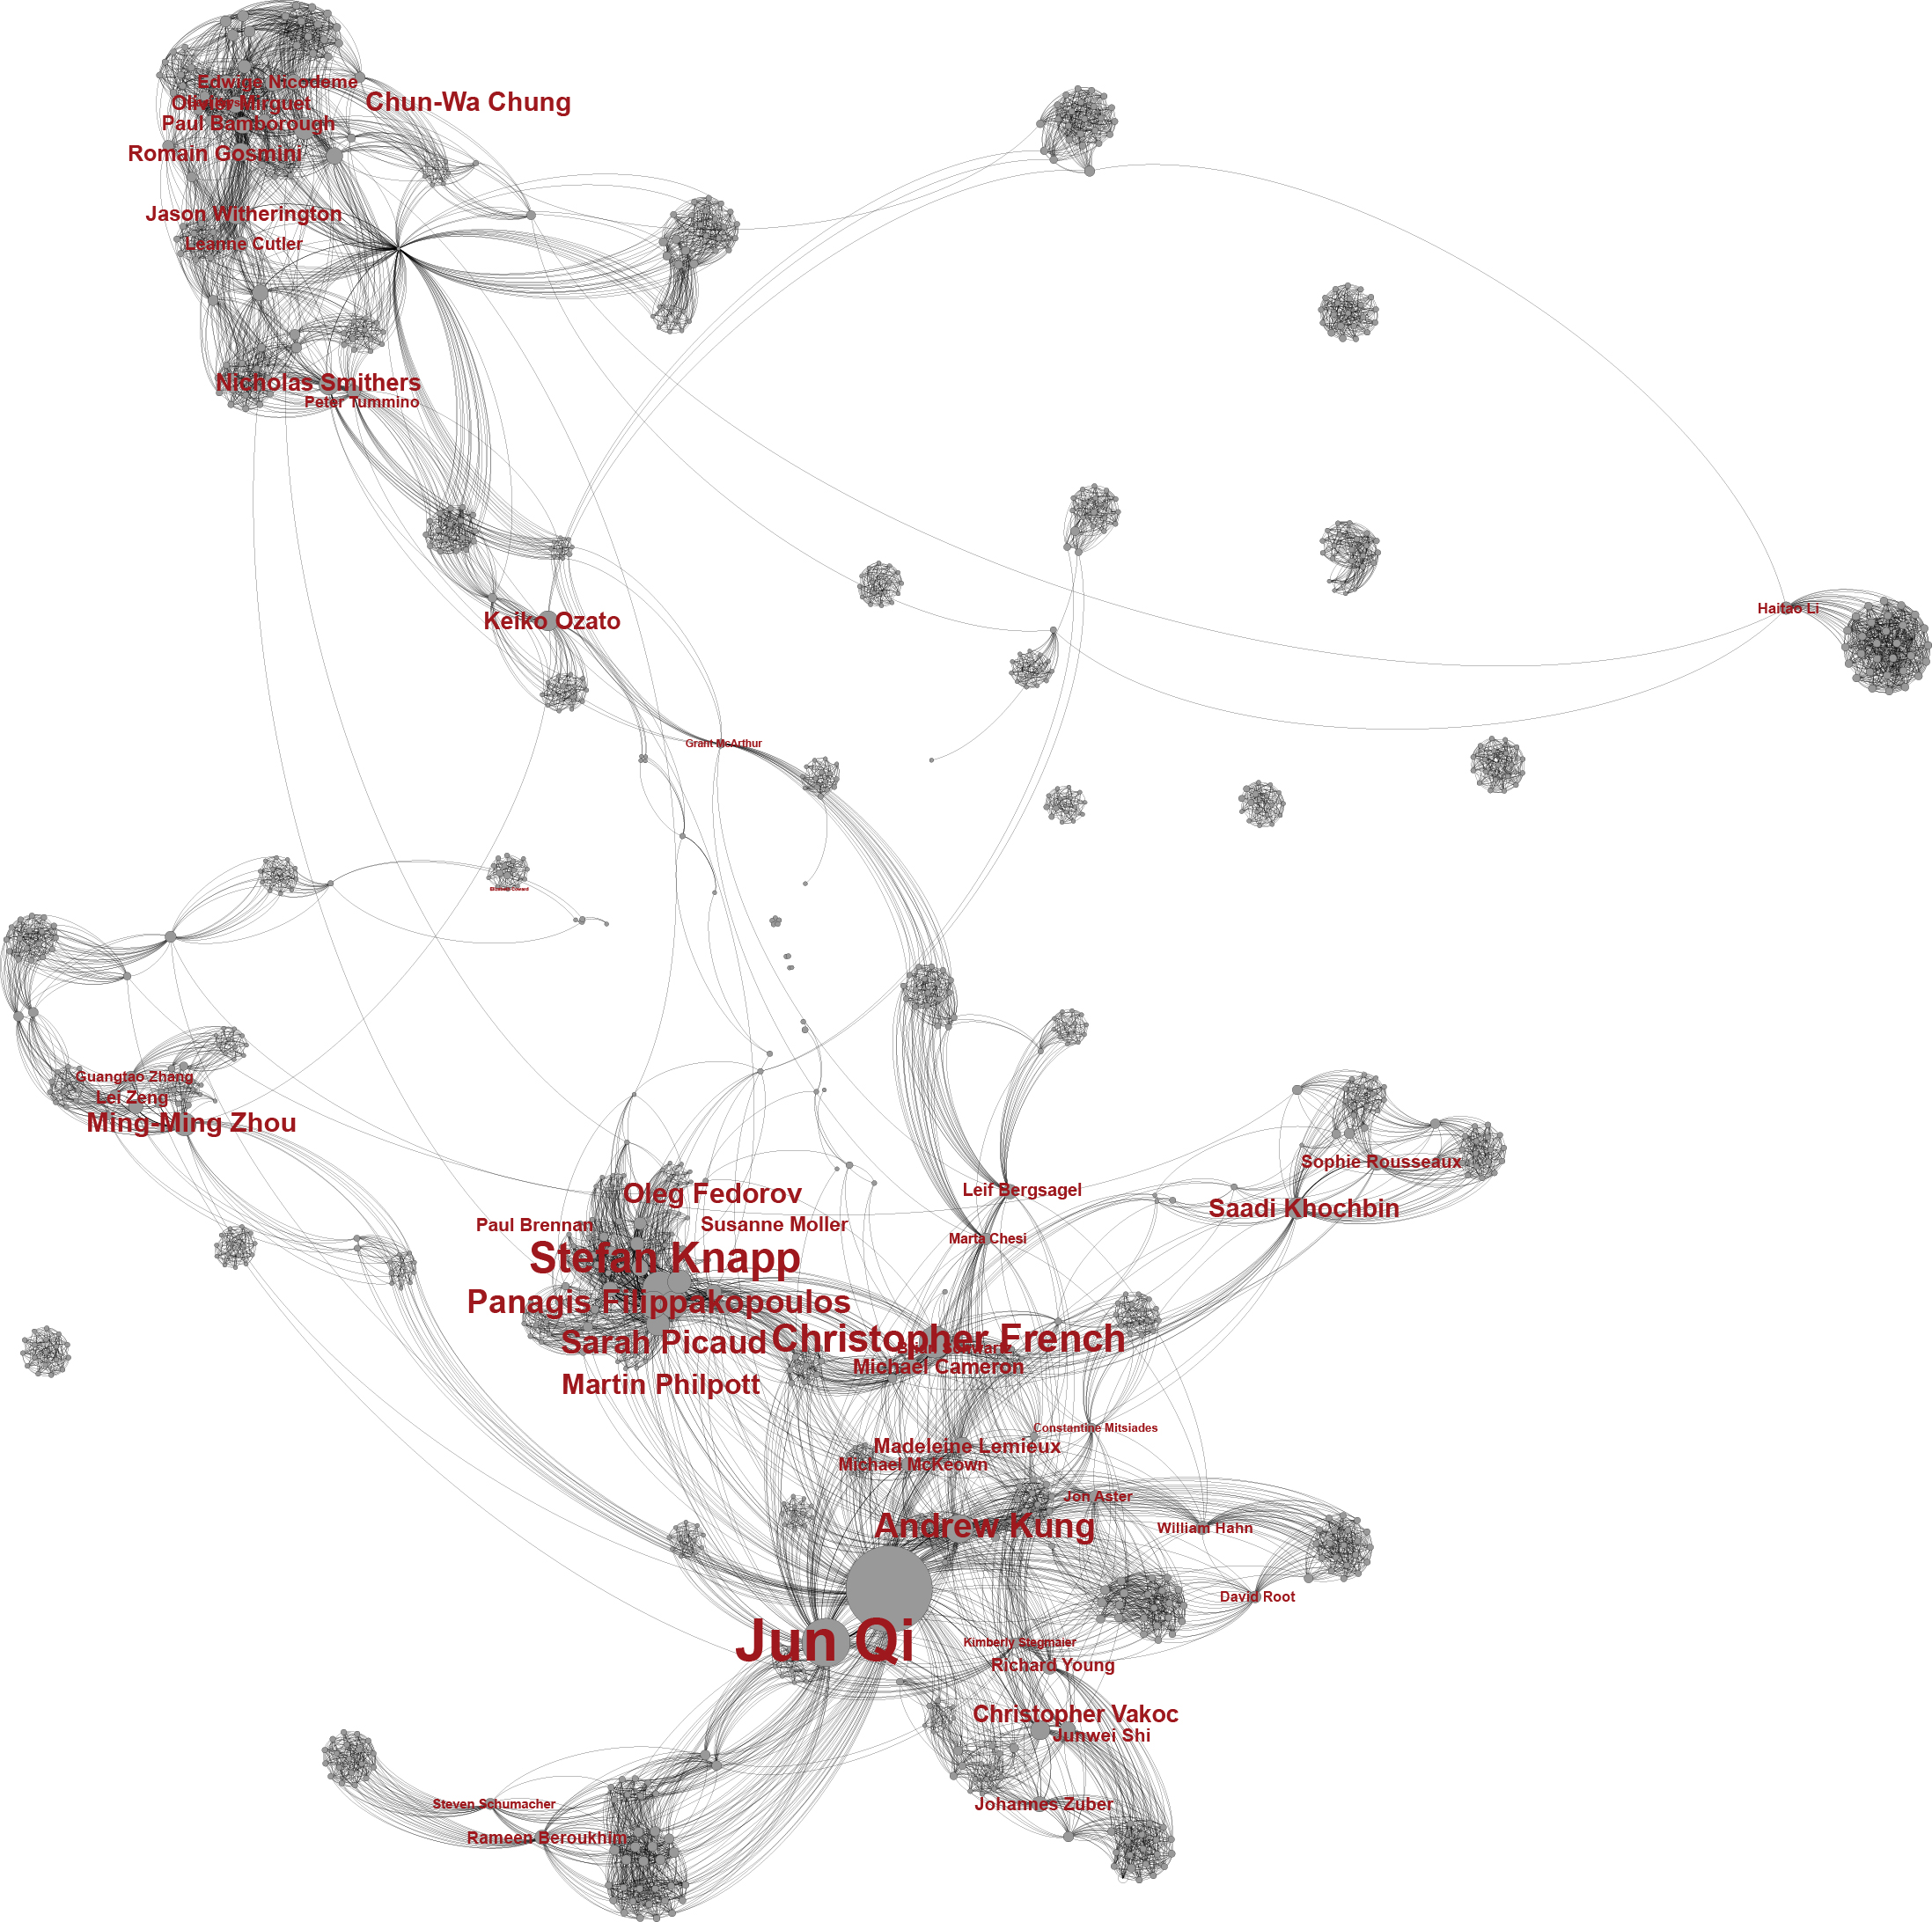 Edwige Nicodeme
Chun-Wa Chung
Olivier Mirguet
Paul Bamborough
Romain Gosmini
Jason Witherington
Leanne Cutler
Nicholas Smithers
Peter Tummino
Haitao Li
Keiko Ozato
Grant McArthur
Guangtao Zhang
Lei Zeng
Ming-Ming Zhou
Sophie Rousseaux
Leif Bergsagel
Oleg Fedorov
Saadi Khochbin
Paul Brennan
Susanne Moller
Marta Chesi
Stefan Knapp
Panagis Filippakopoulos
Sarah Picaud
Christopher French
Brian Schwartz
Michael Cameron
Martin Philpott
Constantine Mitsiades
Madeleine Lemieux
Michael McKeown
Jon Aster
Andrew Kung
William Hahn
David Root
Jun Qi
Kimberly Stegmaier
Richard Young
Christopher Vakoc
Junwei Shi
Steven Schumacher
Johannes Zuber
Rameen Beroukhim